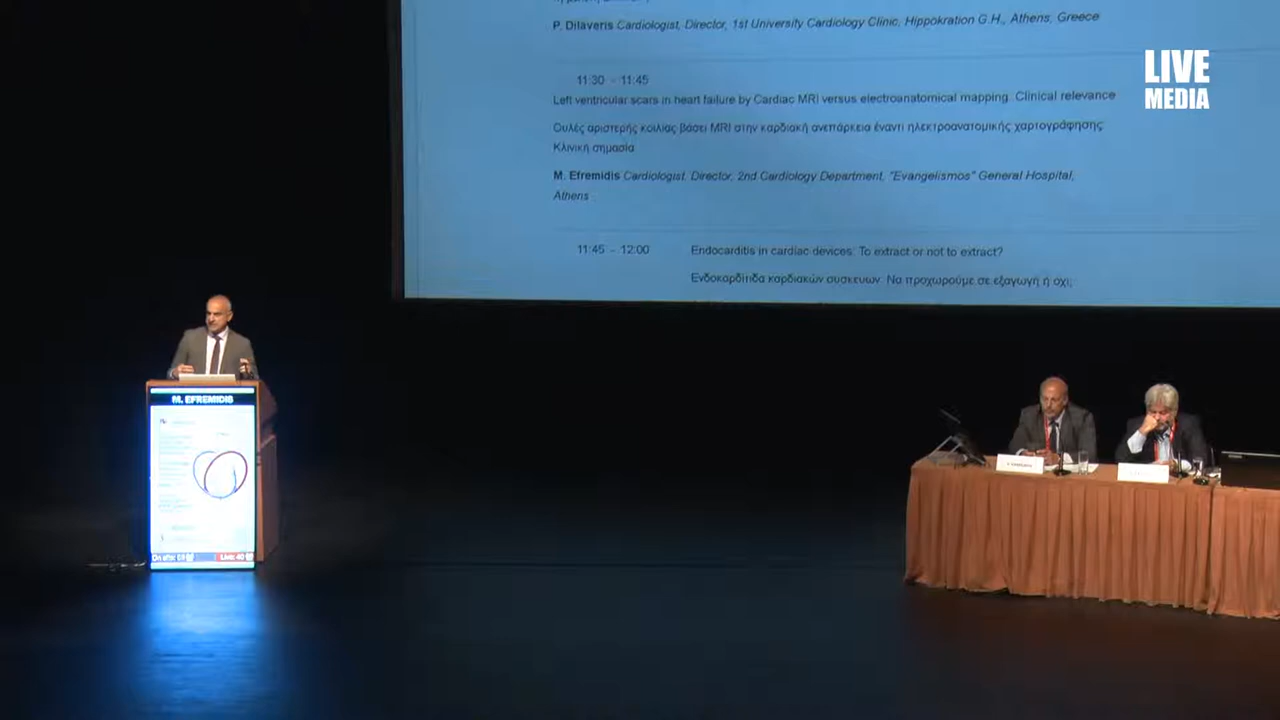 P. Dilaveris Cardiologist, Director, 1st University Cardiology Clinic, Hippokration G.H., Athens, Greece
11:30 - 11:45
Left ventricular scars in heart failure by Cardiac MRI versus electroanatomical mapping. Clinical relevance
Ουλές αριστερής κοιλίας βάσει MRI στην καρδιακή ανεπάρκεια έναντι ηλεκτροανατομικής χαρτογράφησης.
Κλινική σημασία
M. Efremidis Cardiologist, Director, 2nd Cardiology Department, "Evangelismos" General Hospital,
Athens
11:45 - 12:00 Endocarditis in cardiac devices: To extract or not to extract?
Ενδοκαρδίτιδα καρδιακών συσκευών: Να προχωρούμε σε εξαγωγή ή όχι;
LIVE
MEDIA
M. EFREMIDIS